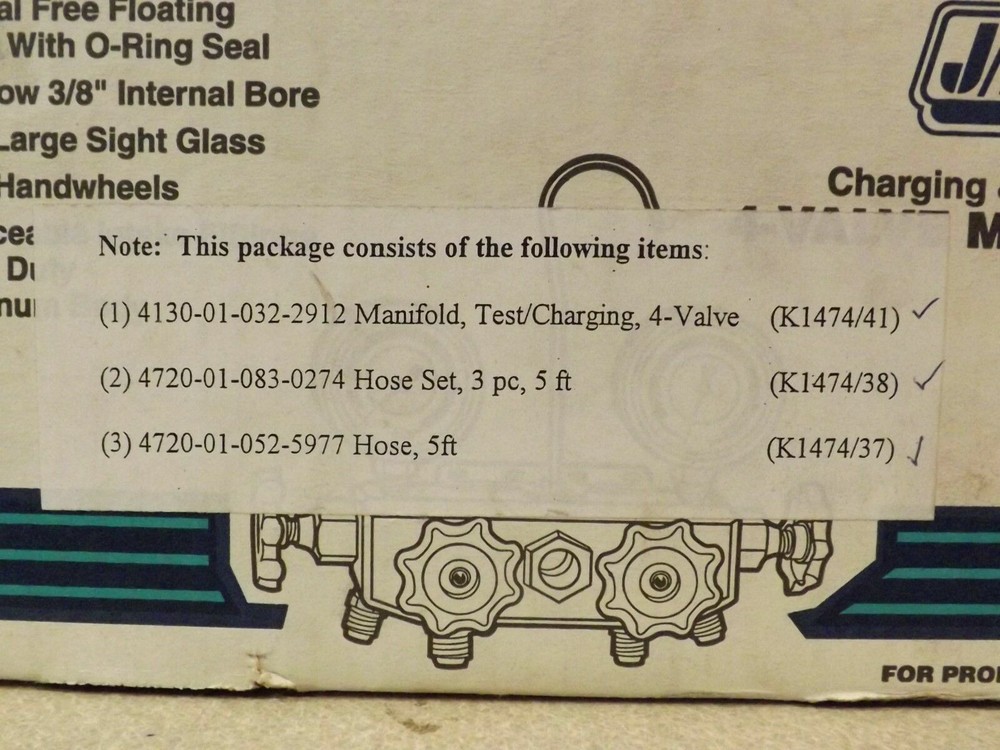 al Free Floating
With O-Ring Seal
ow 3/8" Internal Bore
Large Sight Glass
Handwheels
Charging
4-VALVE M
Note: This package consists of the following items:
(1) 4130-01-032-2912 Manifold, Test/Charging, 4-Valve (K1474/41) ✓
(2) 4720-01-083-0274 Hose Set, 3 pc, 5 ft (K1474/38) ✓
(3) 4720-01-052-5977 Hose, 5ft (K1474/37) ✓
FOR PRO